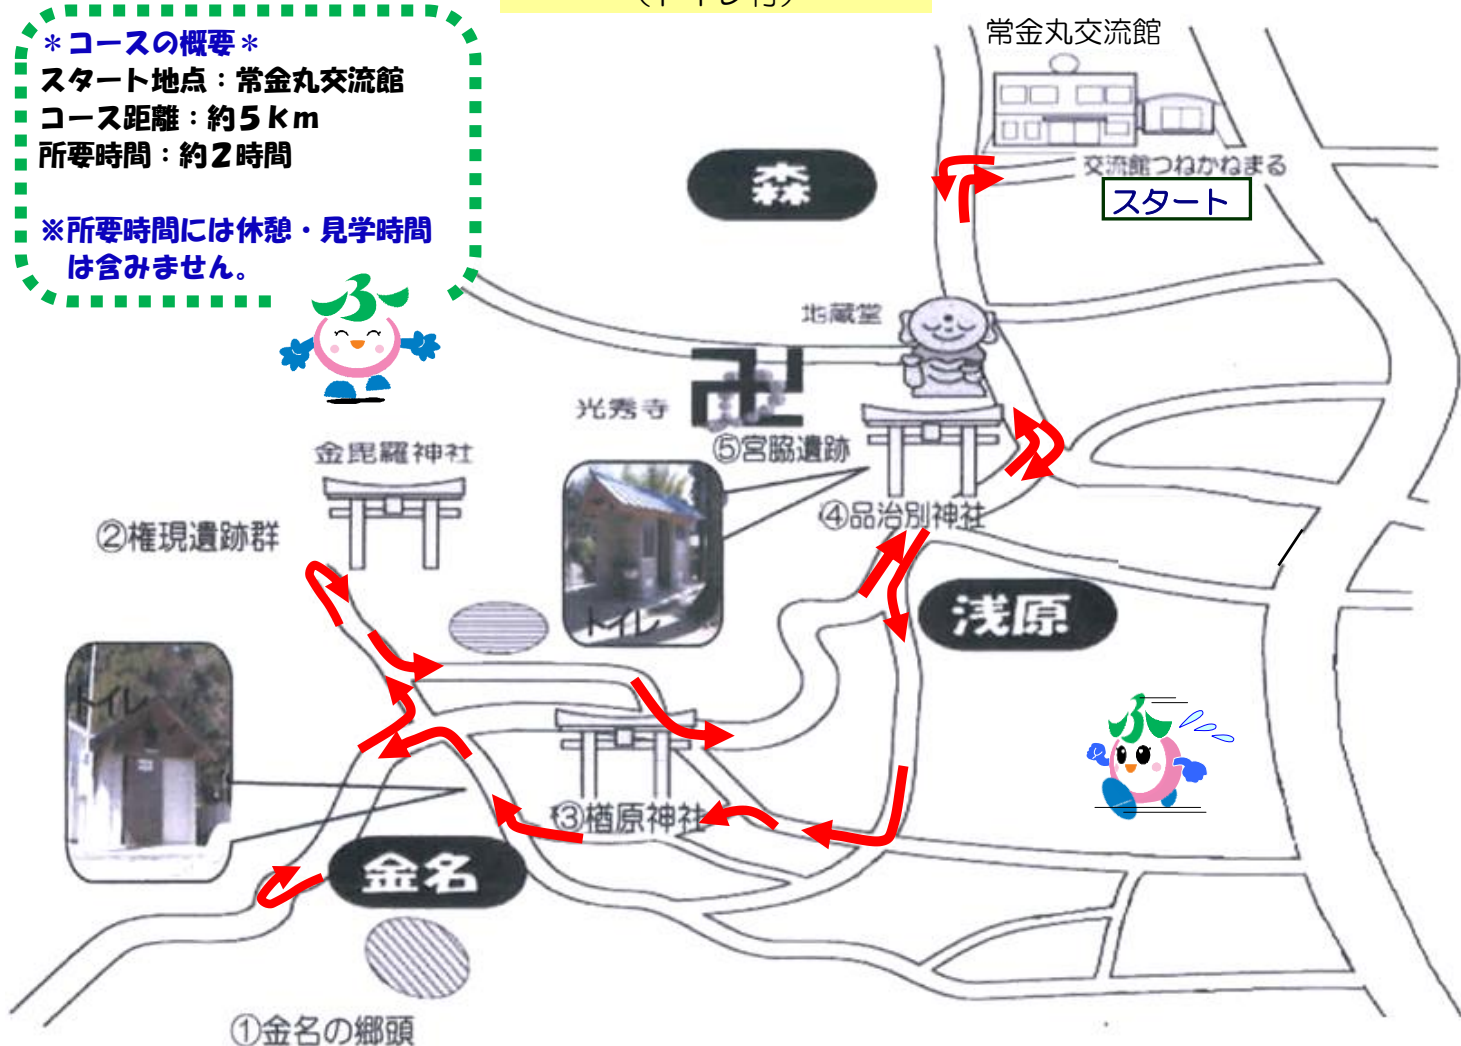 *コースの概要*
スタート地点：常金丸交流館
コース距離：約5km
所要時間：約2時間
※所要時間には休憩・見学時間
は含みません。
常金丸交流館
交流館つねかねまる
スタート
森
地蔵堂
光秀寺
⑤宮脇遺跡
金毘羅神社
④品治別神社
②権現遺跡群
トイレ
浅原
トイレ
③楢原神社
金名
①金名の郷頭